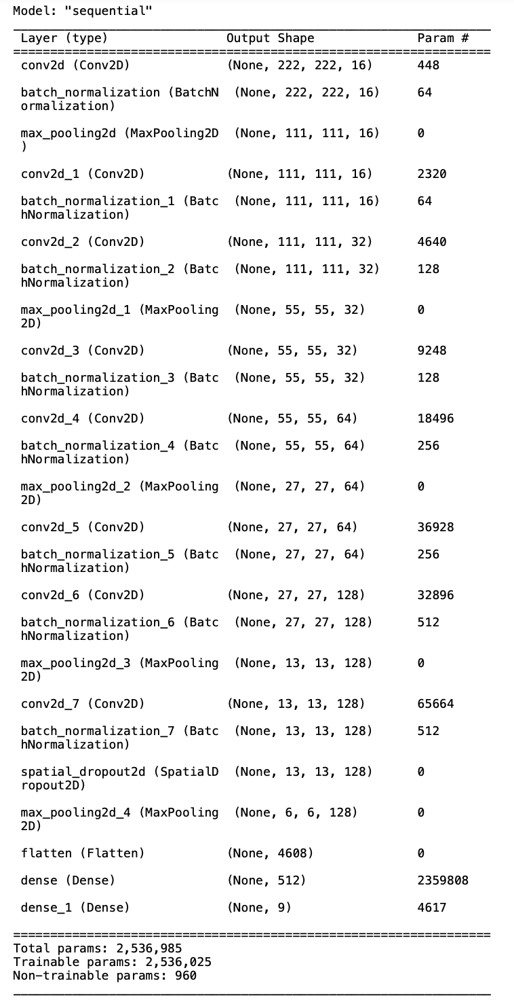 Model: "sequential"
Layer (type) Output Shape Param #
=================================================================
conv2d (Conv2D) (None, 222, 222, 16) 448
batch_normalization (BatchN (None, 222, 222, 16) 64
ormalization)
max_pooling2d (MaxPooling2D (None, 111, 111, 16) 0
)
conv2d_1 (Conv2D) (None, 111, 111, 16) 2320
batch_normalization_1 (Batc (None, 111, 111, 16) 64
hNormalization)
conv2d_2 (Conv2D) (None, 111, 111, 32) 4640
batch_normalization_2 (Batc (None, 111, 111, 32) 128
hNormalization)
max_pooling2d_1 (MaxPooling (None, 55, 55, 32) 0
2D)
conv2d_3 (Conv2D) (None, 55, 55, 32) 9248
batch_normalization_3 (Batc (None, 55, 55, 32) 128
hNormalization)
conv2d_4 (Conv2D) (None, 55, 55, 64) 18496
batch_normalization_4 (Batc (None, 55, 55, 64) 256
hNormalization)
max_pooling2d_2 (MaxPooling (None, 27, 27, 64) 0
2D)
conv2d_5 (Conv2D) (None, 27, 27, 64) 36928
batch_normalization_5 (Batc (None, 27, 27, 64) 256
hNormalization)
conv2d_6 (Conv2D) (None, 27, 27, 128) 32896
batch_normalization_6 (Batc (None, 27, 27, 128) 512
hNormalization)
max_pooling2d_3 (MaxPooling (None, 13, 13, 128) 0
2D)
conv2d_7 (Conv2D) (None, 13, 13, 128) 65664
batch_normalization_7 (Batc (None, 13, 13, 128) 512
hNormalization)
spatial_dropout2d (SpatialD (None, 13, 13, 128) 0
ropout2D)
max_pooling2d_4 (MaxPooling (None, 6, 6, 128) 0
2D)
flatten (Flatten) (None, 4608) 0
dense (Dense) (None, 512) 2359808
dense_1 (Dense) (None, 9) 4617
=================================================================
Total params: 2,536,985
Trainable params: 2,536,025
Non-trainable params: 960